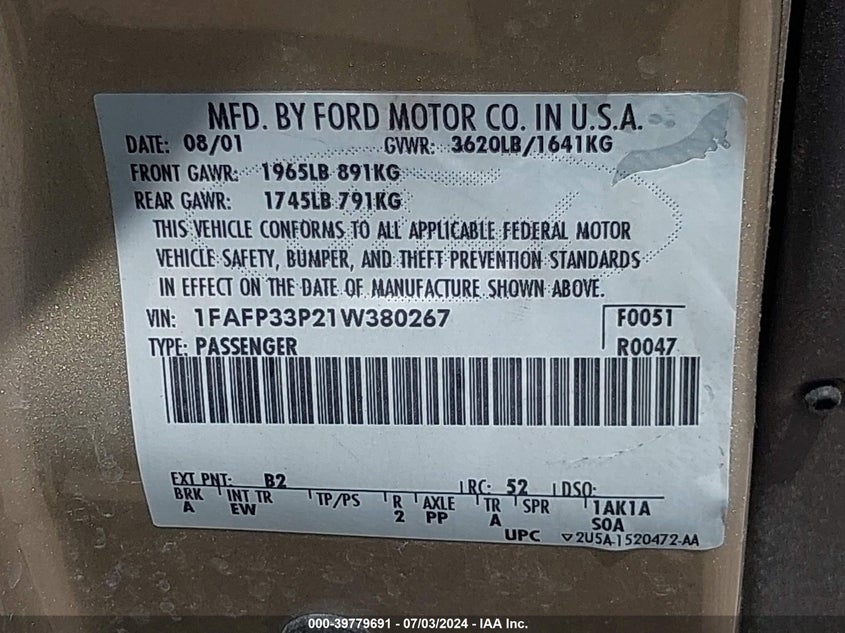 MFD. BY FORD MOTOR CO. IN U.S.A.
DATE: 08/01 GVWR: 3620LB/1641KG
FRONT GAWR: 1965LB 891KG
REAR GAWR: 1745LB 791KG
THIS VEHICLE CONFORMS TO ALL APPLICABLE FEDERAL MOTOR
VEHICLE SAFETY, BUMPER, AND THEFT PREVENTION STANDARDS
IN EFFECT ON THE DATE OF MANUFACTURE SHOWN ABOVE.
VIN: 1FAFP33P21W380267 F0051
TYPE: PASSENGER R0047
EXT PNT: B2 RC: 52 DSO:
BRK INT TR TP/PS R AXLE TR SPR 1AK1A
A EW 2 PP A S0A
UPC ▽2U5A-1520472-AA
000-39779691 - 07/03/2024 - IAA Inc.